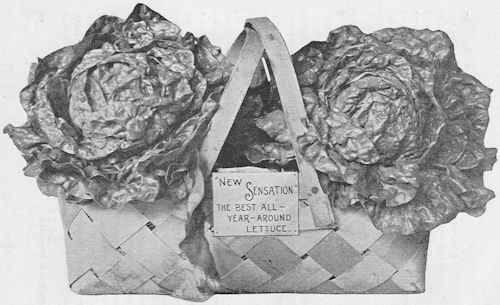 "NEW
SENSATION"
THE BEST ALL-
YEAR-AROUND
LETTUCE.